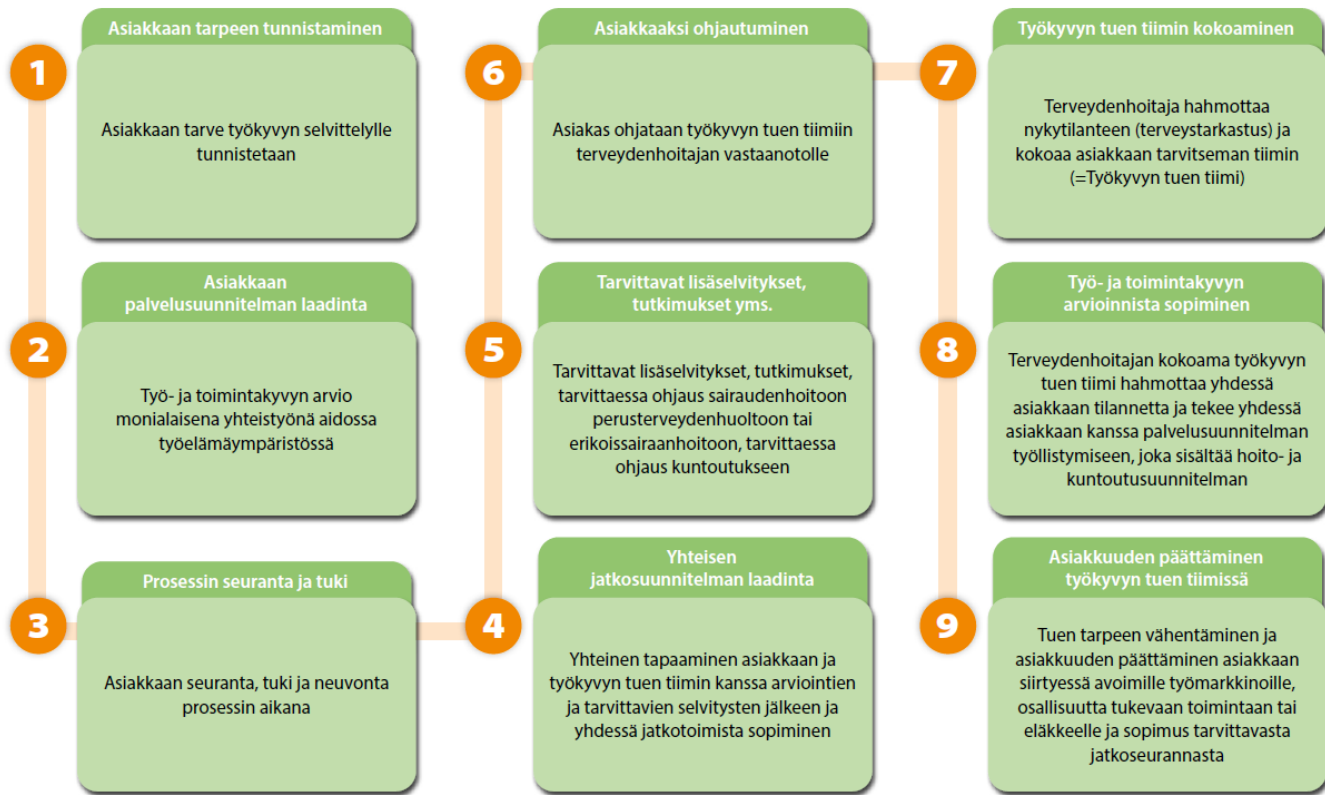 1
Asiakkaan tarpeen tunnistaminen
Asiakkaan tarve työkyvyn selvittelylle
tunnistetaan
2
Asiakkaan
palvelusuunnitelman laadinta
Työ- ja toimintakyvyn arvio
monialaisena yhteistyönä aidossa
työelämäympäristössä
3
Prosessin seuranta ja tuki
Asiakkaan seuranta, tuki ja neuvonta
prosessin aikana
4
Yhteisen
jatkosuunnitelman laadinta
Yhteinen tapaaminen asiakkaan ja
työkyvyn tuen tiimin kanssa arviointien
ja tarvittavien selvitysten jälkeen ja
yhdessä jatkotoimista sopiminen
5
Tarvittavat lisäselvitykset,
tutkimukset yms.
Tarvittavat lisäselvitykset, tutkimukset,
tarvittaessa ohjaus sairaudenhoitoon
perusterveydenhuoltoon tai
erikoissairaanhoitoon, tarvittaessa
ohjaus kuntoutukseen
6
Asiakkaaksi ohjautuminen
Asiakas ohjataan työkyvyn tuen tiimiin
terveydenhoitajan vastaanotolle
7
Työkyvyn tuen tiimin kokoaminen
Terveydenhoitaja hahmottaa
nykytilanteen (terveystarkastus) ja
kokoaa asiakkaan tarvitseman tiimin
(=Työkyvyn tuen tiimi)
8
Työ- ja toimintakyvyn
arvioinnista sopiminen
Terveydenhoitajan kokoama työkyvyn
tuen tiimi hahmottaa yhdessä
asiakkaan tilannetta ja tekee yhdessä
asiakkaan kanssa palvelusuunnitelman
työllistymiseen, joka sisältää hoito- ja
kuntoutusuunnitelman
9
Asiakkuuden päättäminen
työkyvyn tuen tiimissä
Tuen tarpeen vähentäminen ja
asiakkuuden päättäminen asiakkaan
siirtyessä avoimille työmarkkinoille,
osallisuutta tukevaan toimintaan tai
eläkkeelle ja sopimus tarvittavasta
jatkoseurannasta